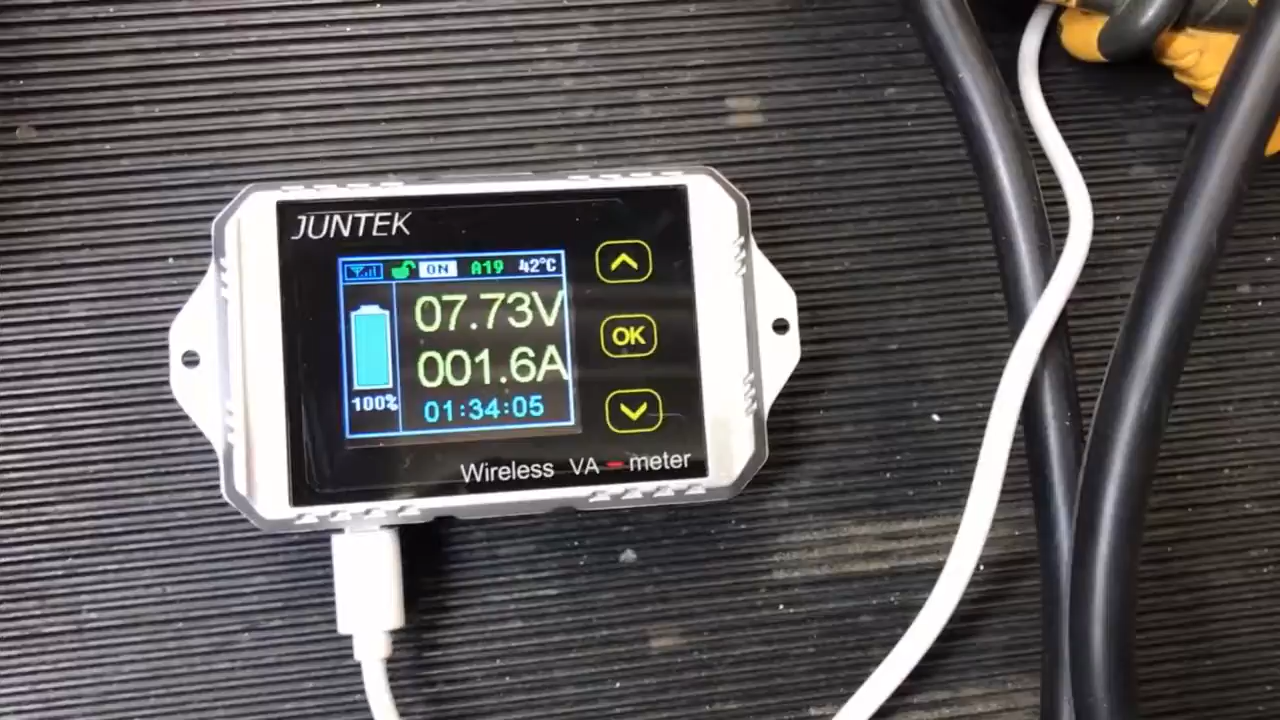 JUNTEK
ON A19 42°C
07.73V
001.6A
100% 01:34:05
OK
Wireless VA-meter